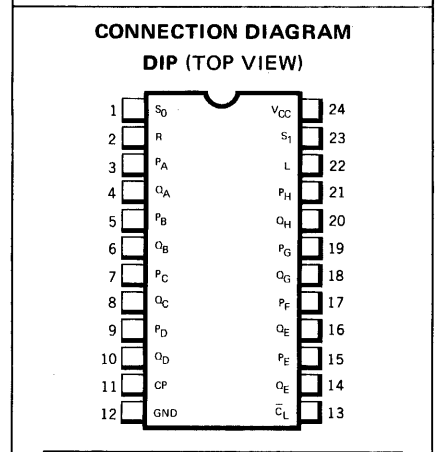 CONNECTION DIAGRAM
DIP (TOP VIEW)
1 S0 VCC 24
2 R S1 23
3 PA L 22
4 QA PH 21
5 PB QH 20
6 QB PG 19
7 PC QG 18
8 QC PF 17
9 PD QE 16
10 QD PE 15
11 CP QE 14
12 GND C̅L 13